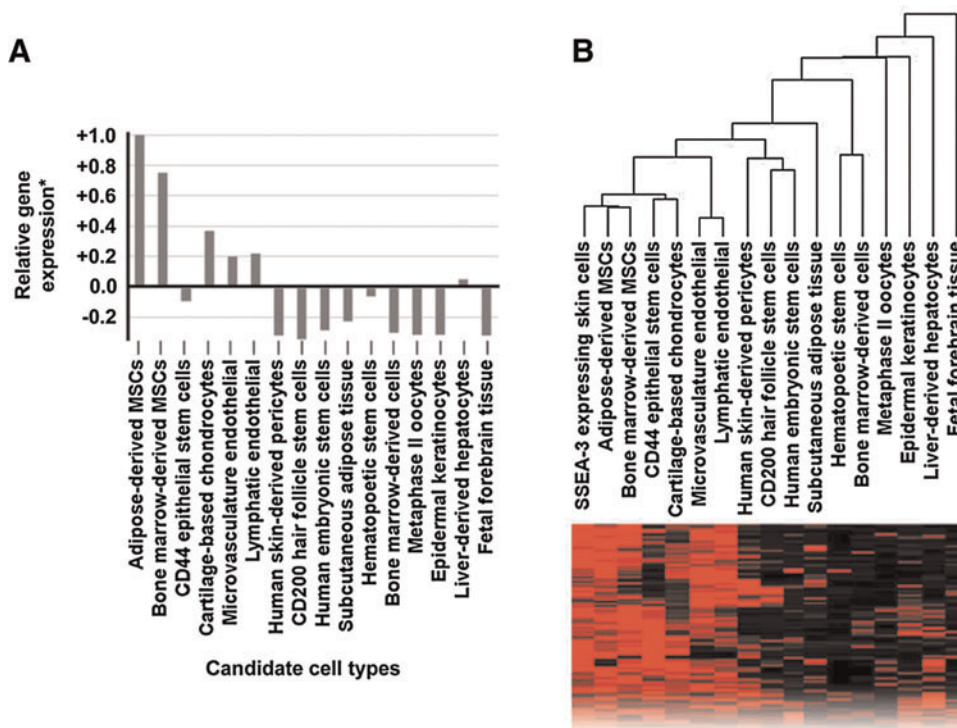 A
Relative gene
expression*
+1.0
+0.8
+0.6
+0.4
+0.2
0.0
-0.2
Adipose-derived MSCs
Bone marrow-derived MSCs
CD44 epithelial stem cells
Cartilage-based chondrocytes
Microvasculature endothelial
Lymphatic endothelial
Human skin-derived pericytes
CD200 hair follicle stem cells
Human embryonic stem cells
Subcutaneous adipose tissue
Hematopoetic stem cells
Bone marrow-derived cells
Metaphase II oocytes
Epidermal keratinocytes
Liver-derived hepatocytes
Fetal forebrain tissue
Candidate cell types
B
SSEA-3 expressing skin cells
Adipose-derived MSCs
Bone marrow-derived MSCs
CD44 epithelial stem cells
Cartilage-based chondrocytes
Microvasculature endothelial
Lymphatic endothelial
Human skin-derived pericytes
CD200 hair follicle stem cells
Human embryonic stem cells
Subcutaneous adipose tissue
Hematopoetic stem cells
Bone marrow-derived cells
Metaphase II oocytes
Epidermal keratinocytes
Liver-derived hepatocytes
Fetal forebrain tissue